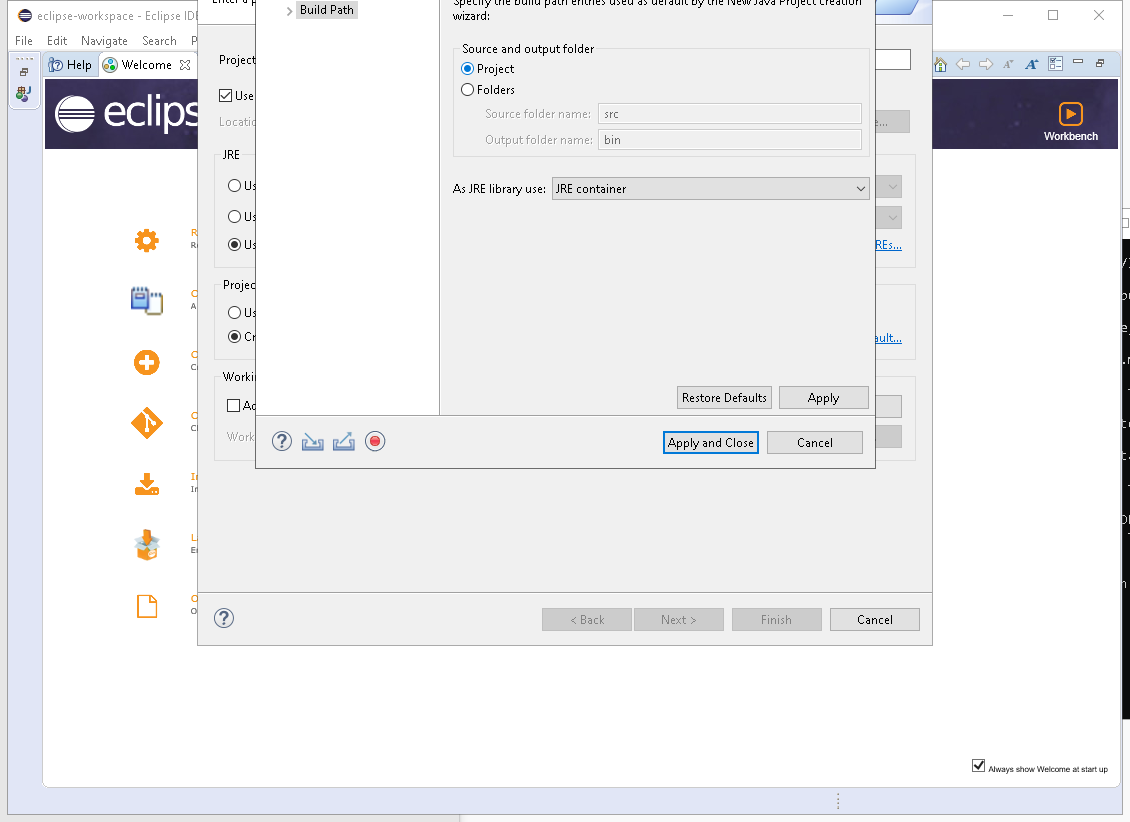 eclipse-workspace - Eclipse IDE
File Edit Navigate Search P
Help
Welcome
eclips
Workbench
Build Path
Specify the build path entries used as default by the New Java Project creation
wizard:
Source and output folder
Project
Folders
Source folder name: src
Output folder name: bin
As JRE library use: JRE container
Restore Defaults Apply
Apply and Close Cancel
Project
Use
Locatio
e...
JRE
Us
Us
Us
REs...
Projec
Us
Cr
ault...
Workin
Ad
Work
< Back Next > Finish Cancel
Always show Welcome at start up